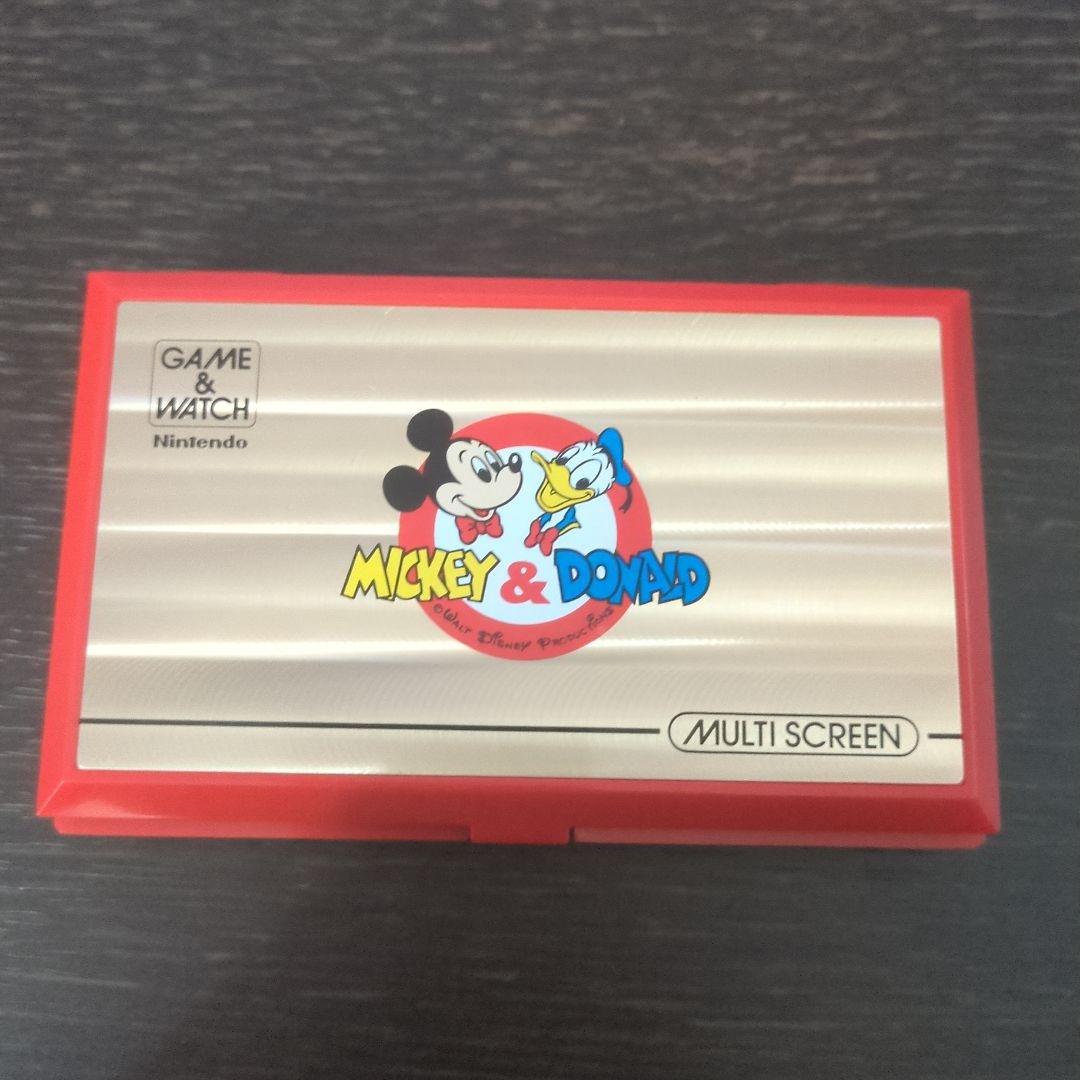 GAME
&
WATCH
Nintendo
MICKEY & DONALD
© WALT DISNEY PRODUCTIONS
MULTI SCREEN